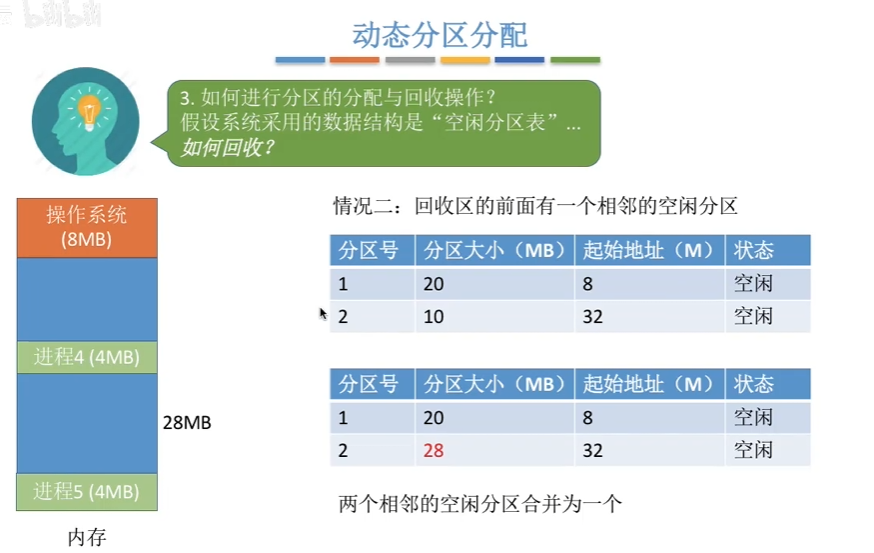 bilibili
动态分区分配
3. 如何进行分区的分配与回收操作？
假设系统采用的数据结构是“空闲分区表”...
如何回收？
操作系统
(8MB)
进程4 (4MB)
28MB
进程5 (4MB)
内存
情况二：回收区的前面有一个相邻的空闲分区
分区号 分区大小（MB） 起始地址（M） 状态
1 20 8 空闲
2 10 32 空闲
分区号 分区大小（MB） 起始地址（M） 状态
1 20 8 空闲
2 28 32 空闲
两个相邻的空闲分区合并为一个